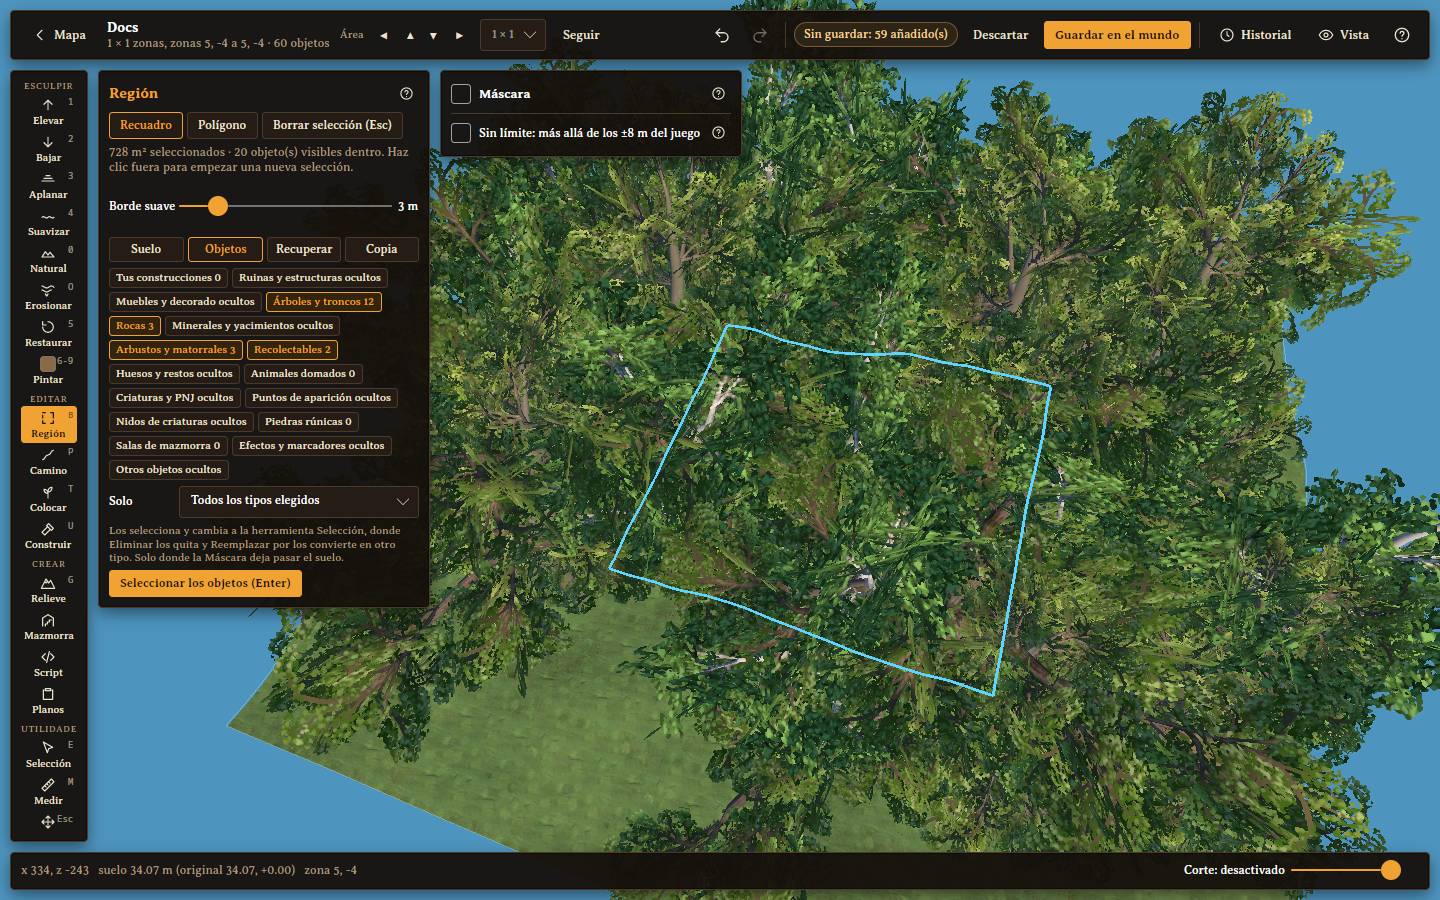 Mapa
Docs
1 × 1 zonas, zonas 5, -4 a 5, -4 · 60 objetos
Área
1 × 1
Seguir
Sin guardar: 59 añadido(s)
Descartar
Guardar en el mundo
Historial
Vista
ESCULPIR
1
Elevar
2
Bajar
3
Aplanar
4
Suavizar
0
Natural
O
Erosionar
5
Restaurar
6-9
Pintar
EDITAR
B
Región
P
Camino
T
Colocar
U
Construir
CREAR
G
Relieve
Mazmorra
Script
Planos
UTILIDADE
E
Selección
M
Medir
Esc
Región
Recuadro
Polígono
Borrar selección (Esc)
728 m² seleccionados · 20 objeto(s) visibles dentro. Haz
clic fuera para empezar una nueva selección.
Borde suave
3 m
Suelo
Objetos
Recuperar
Copia
Tus construcciones 0
Ruinas y estructuras ocultos
Muebles y decorado ocultos
Árboles y troncos 12
Rocas 3
Minerales y yacimientos ocultos
Arbustos y matorrales 3
Recolectables 2
Huesos y restos ocultos
Animales domados 0
Criaturas y PNJ ocultos
Puntos de aparición ocultos
Nidos de criaturas ocultos
Piedras rúnicas 0
Salas de mazmorra 0
Efectos y marcadores ocultos
Otros objetos ocultos
Solo
Todos los tipos elegidos
Los selecciona y cambia a la herramienta Selección, donde
Eliminar los quita y Reemplazar por los convierte en otro
tipo. Solo donde la Máscara deja pasar el suelo.
Seleccionar los objetos (Enter)
Máscara
Sin límite: más allá de los ±8 m del juego
x 334, z -243 suelo 34.07 m (original 34.07, +0.00) zona 5, -4
Corte: desactivado